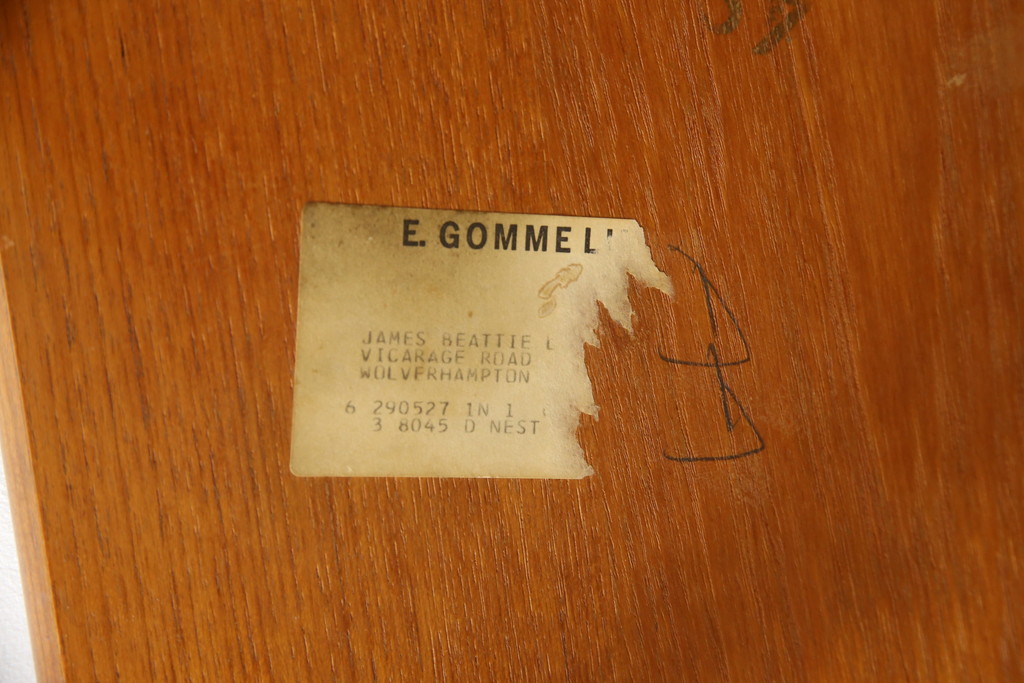 E. GOMME L
JAMES BEATTIE L
VICARAGE ROAD
WOLVERHAMPTON
6 290527 IN 1
3 8045 D NEST